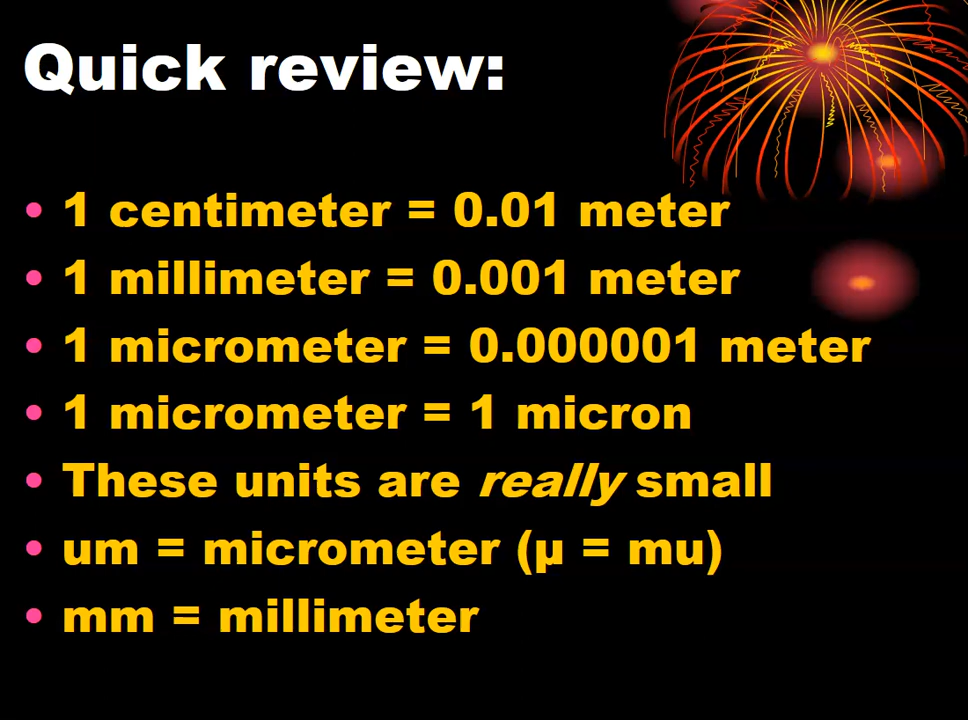 Quick review:
• 1 centimeter = 0.01 meter
• 1 millimeter = 0.001 meter
• 1 micrometer = 0.000001 meter
• 1 micrometer = 1 micron
• These units are really small
• um = micrometer (µ = mu)
• mm = millimeter